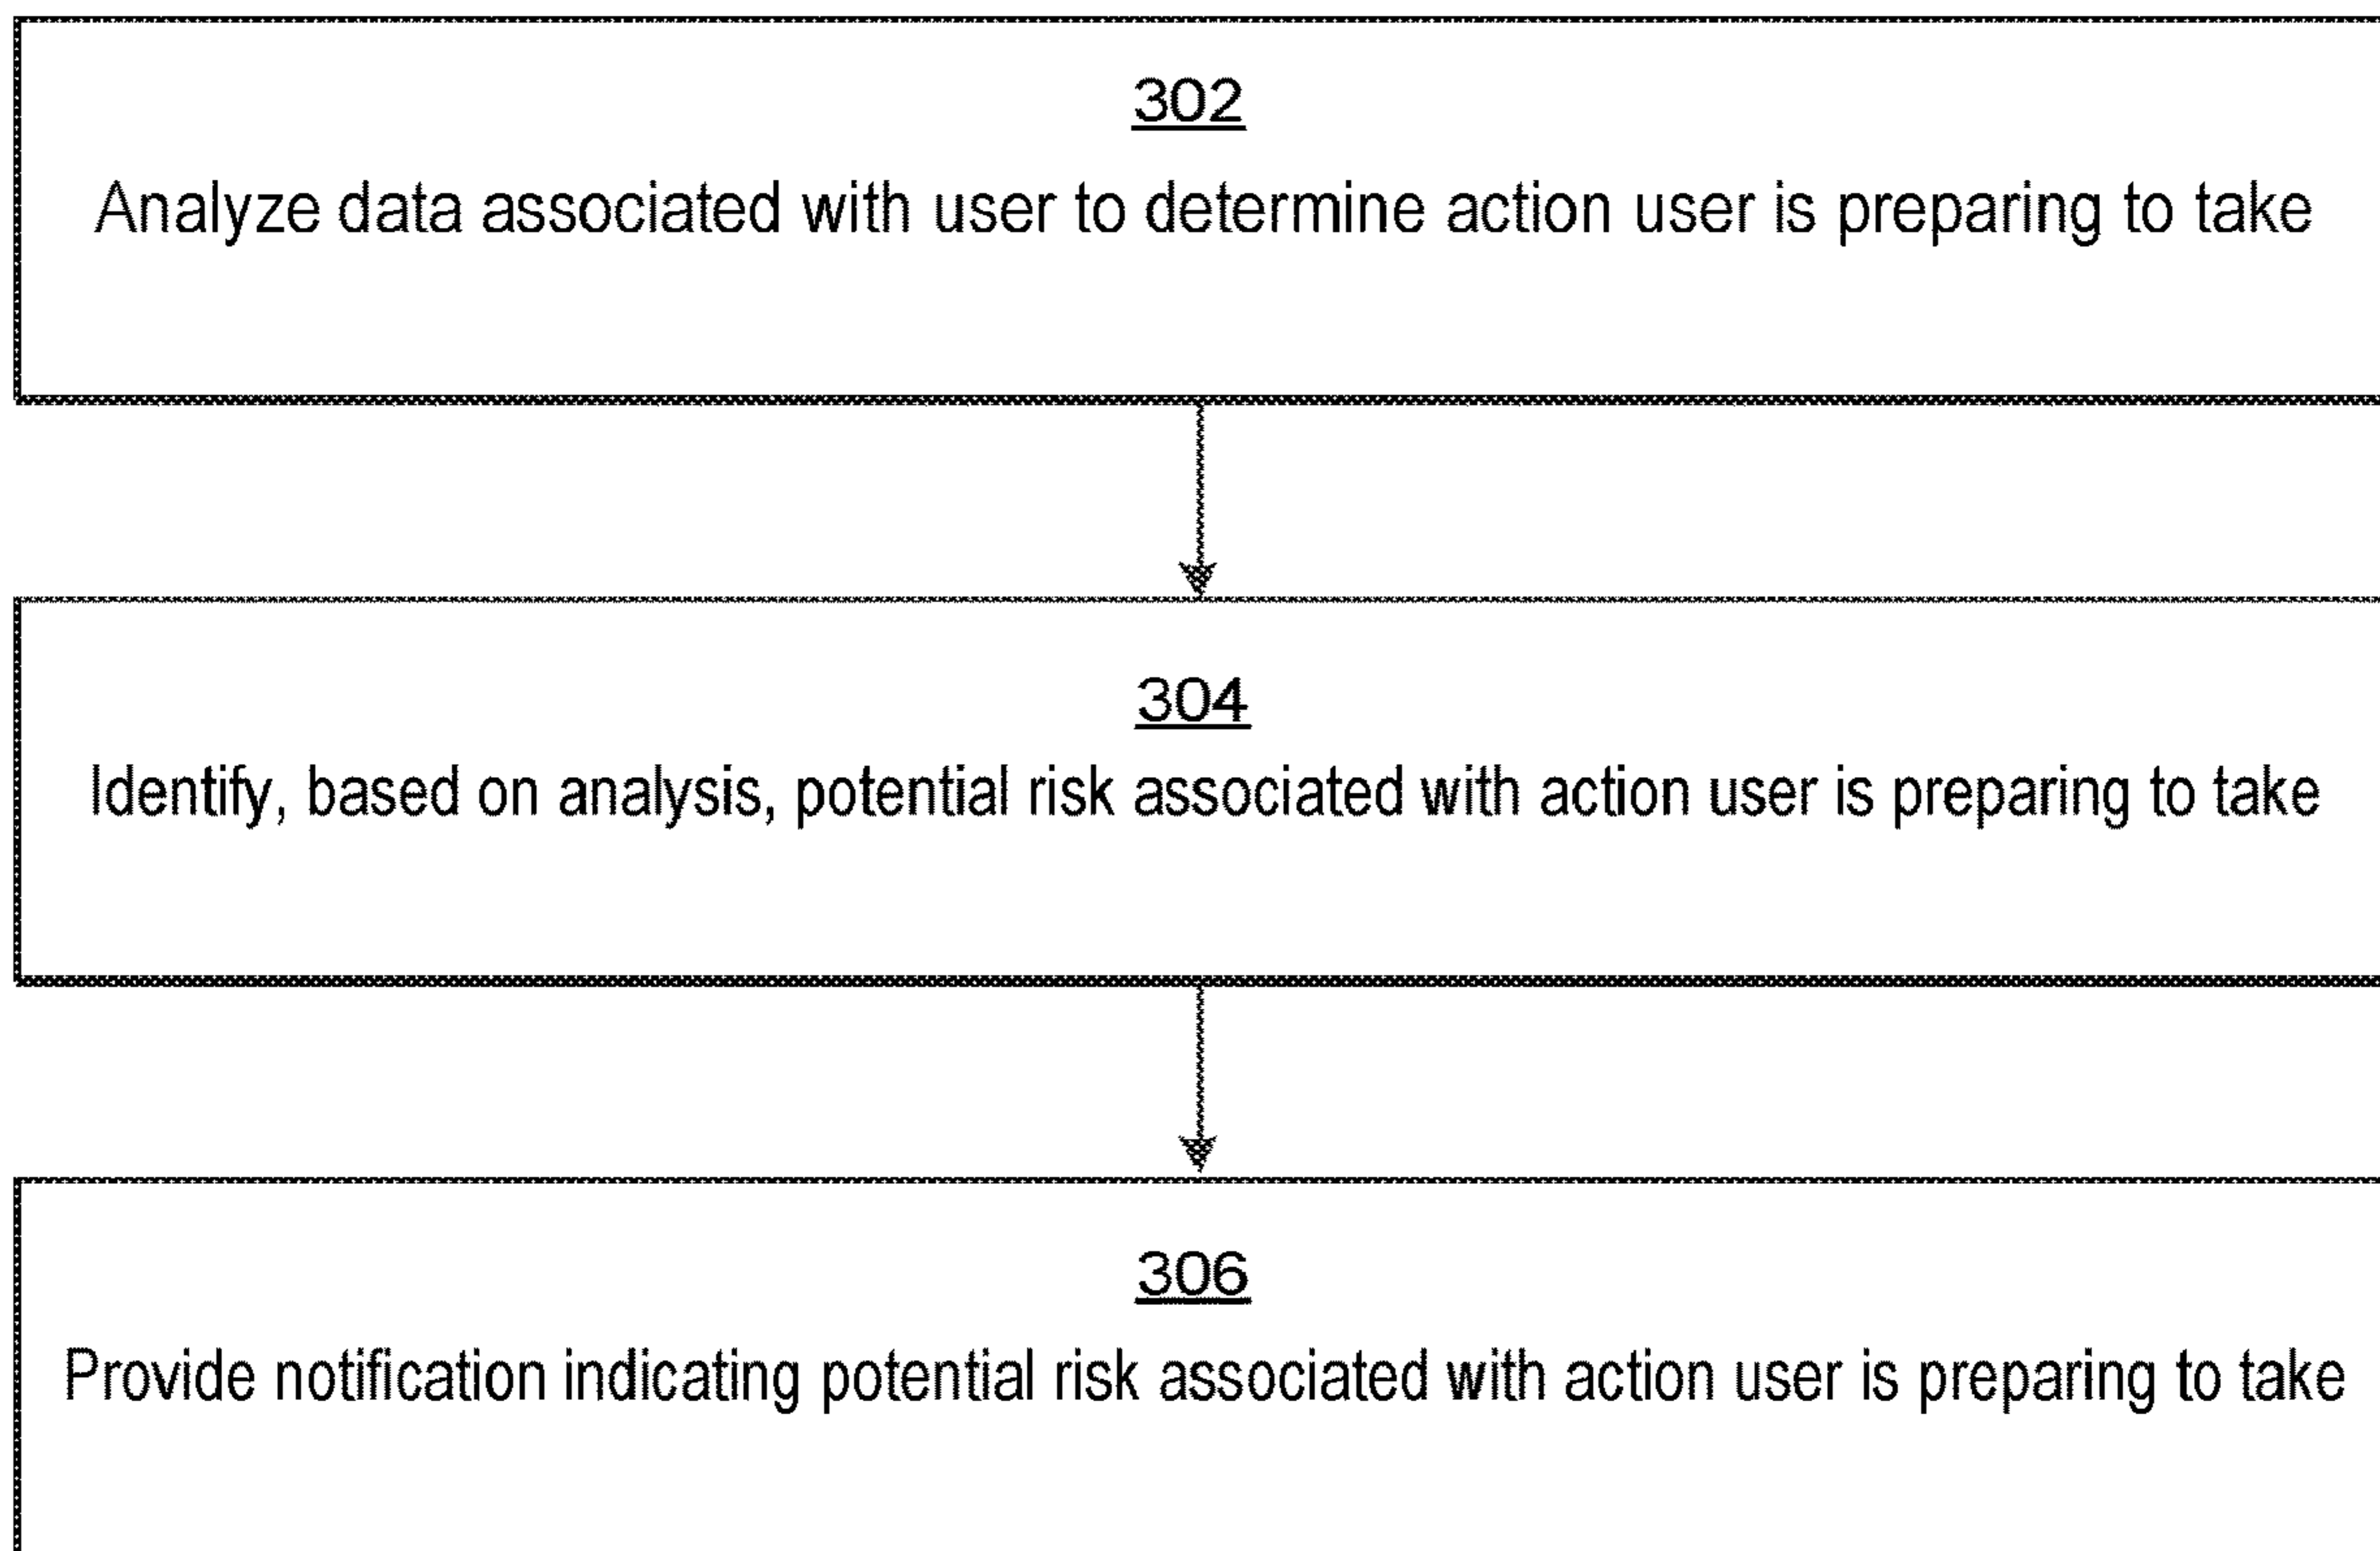 302
Analyze data associated with user to determine action user is preparing to take
304
Identify, based on analysis, potential risk associated with action user is preparing to take
306
Provide notification indicating potential risk associated with action user is preparing to take